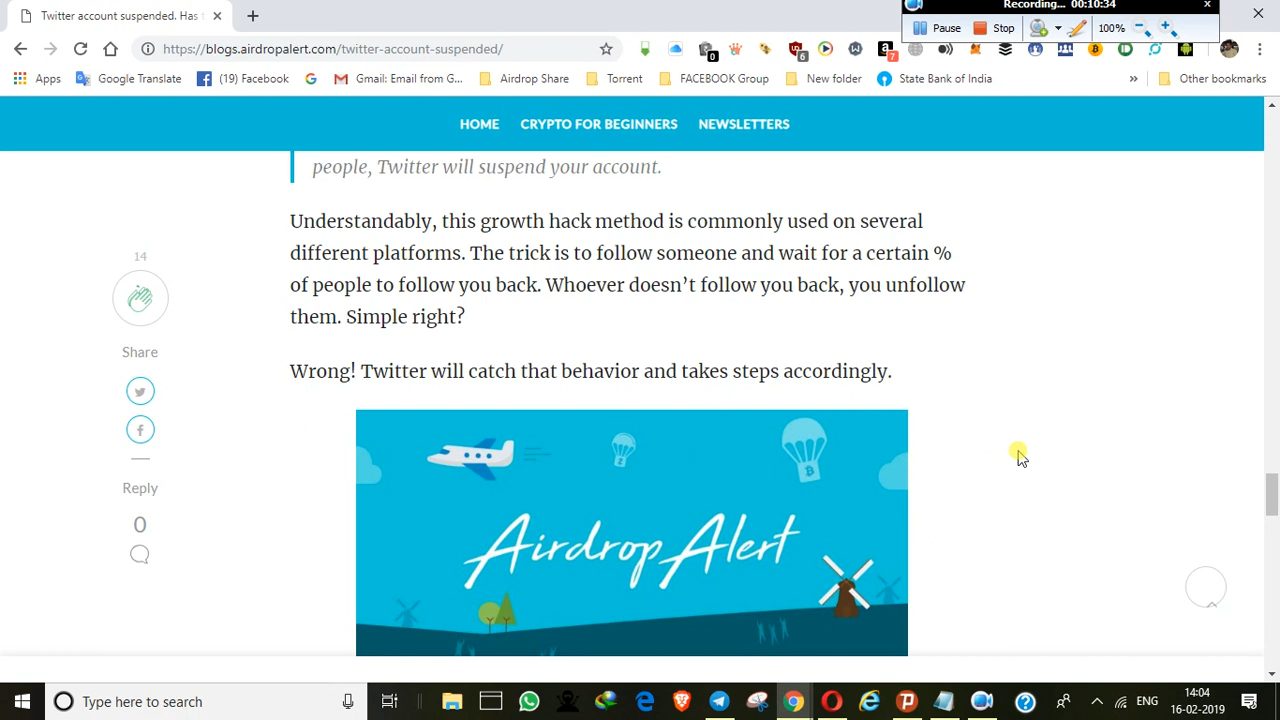 Recording... 00:10:34
Twitter account suspended. Has t
Pause
Stop
100%
https://blogs.airdropalert.com/twitter-account-suspended/
0
6
7
Apps
Google Translate
(19) Facebook
Gmail: Email from G...
Airdrop Share
Torrent
FACEBOOK Group
New folder
State Bank of India
»
Other bookmarks
HOME
CRYPTO FOR BEGINNERS
NEWSLETTERS
people, Twitter will suspend your account.
Understandably, this growth hack method is commonly used on several
different platforms. The trick is to follow someone and wait for a certain %
of people to follow you back. Whoever doesn’t follow you back, you unfollow
them. Simple right?
Wrong! Twitter will catch that behavior and takes steps accordingly.
14
Share
Reply
0
Airdrop Alert
Type here to search
ENG
14:04
16-02-2019